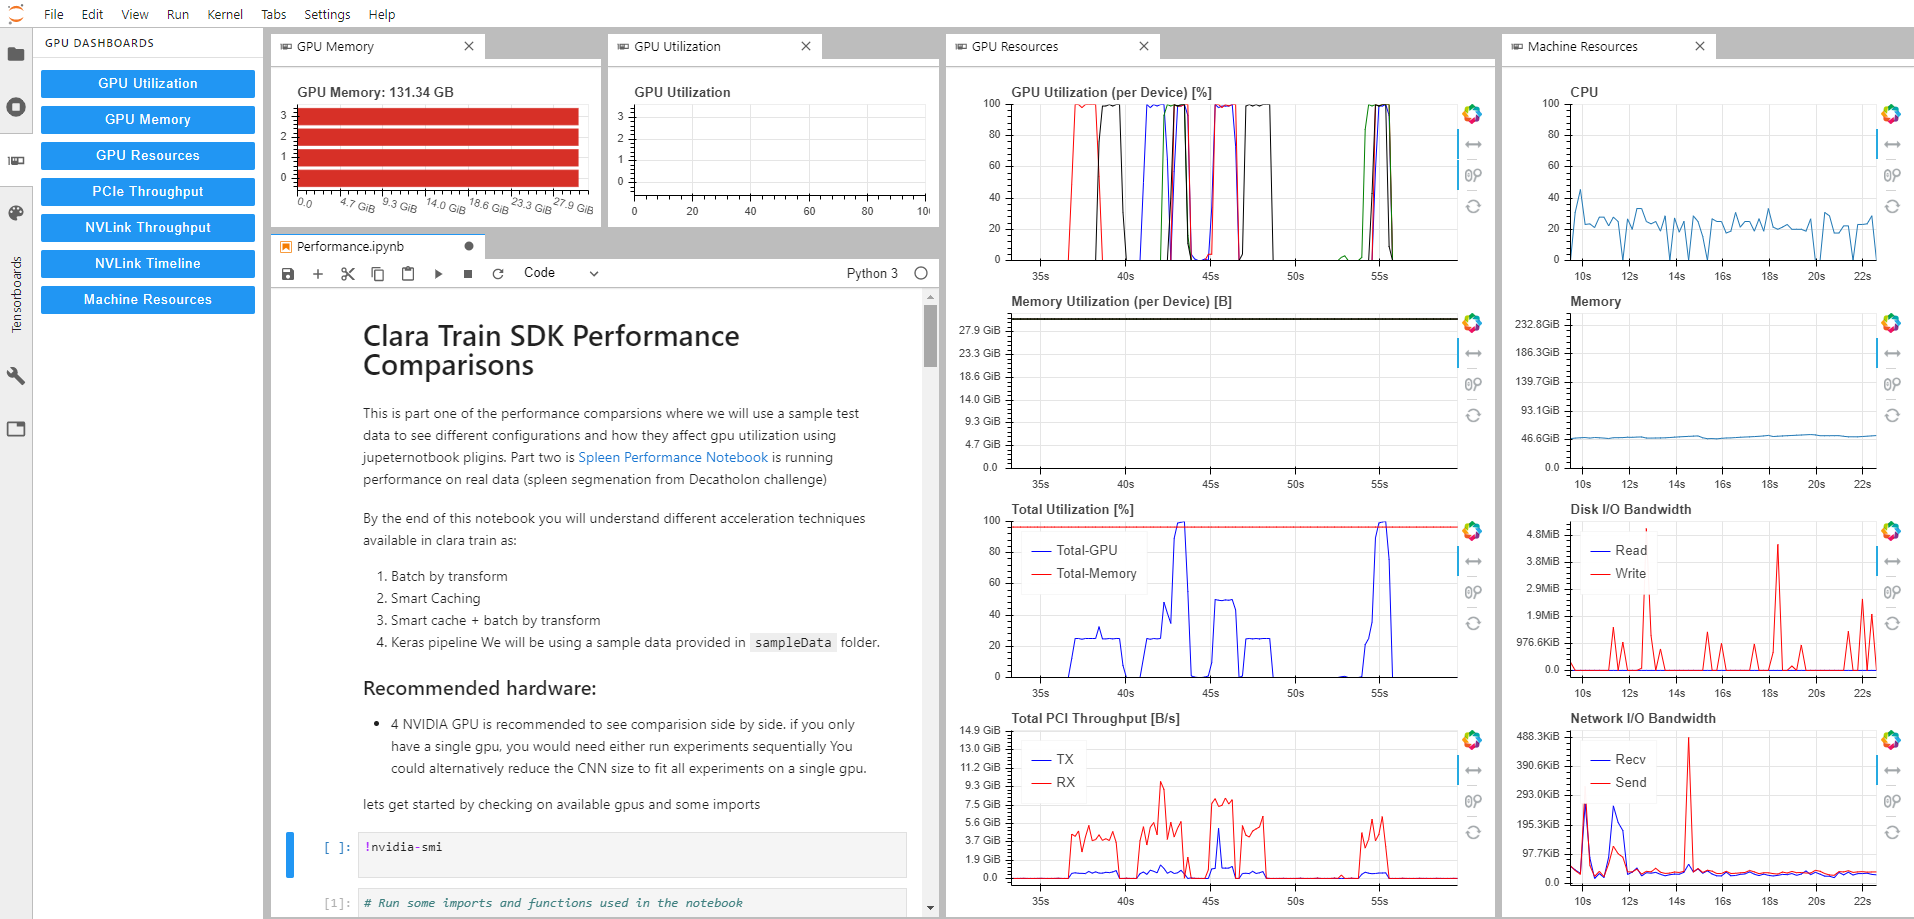 File Edit View Run Kernel Tabs Settings Help
GPU DASHBOARDS
GPU Utilization
GPU Memory
GPU Resources
PCIe Throughput
NVLink Throughput
NVLink Timeline
Machine Resources
Tensorboards
GPU Memory
GPU Memory: 131.34 GB
3
2
1
0
0.0 4.7 GiB 9.3 GiB 14.0 GiB 18.6 GiB 23.3 GiB 27.9 GiB
GPU Utilization
GPU Utilization
3
2
1
0
0 20 40 60 80
Performance.ipynb
Code Python 3
Clara Train SDK Performance
Comparisons
This is part one of the performance comparsions where we will use a sample test
data to see different configurations and how they affect gpu utilization using
jupeternotbook pligins. Part two is Spleen Performance Notebook is running
performance on real data (spleen segmenation from Decatholon challenge)
By the end of this notebook you will understand different acceleration techniques
available in clara train as:
1. Batch by transform
2. Smart Caching
3. Smart cache + batch by transform
4. Keras pipeline We will be using a sample data provided in sampleData folder.
Recommended hardware:
• 4 NVIDIA GPU is recommended to see comparision side by side. if you only
have a single gpu, you would need either run experiments sequentially You
could alternatively reduce the CNN size to fit all experiments on a single gpu.
lets get started by checking on available gpus and some imports
[ ]: !nvidia-smi
[1]: # Run some imports and functions used in the notebook
GPU Resources
GPU Utilization (per Device) [%]
100
80
60
40
20
0
35s 40s 45s 50s 55s
Memory Utilization (per Device) [B]
27.9 GiB
23.3 GiB
18.6 GiB
14.0 GiB
9.3 GiB
4.7 GiB
0.0
35s 40s 45s 50s 55s
Total Utilization [%]
100
80
60
40
20
0
Total-GPU
Total-Memory
35s 40s 45s 50s 55s
Total PCI Throughput [B/s]
14.9 GiB
13.0 GiB
11.2 GiB
9.3 GiB
7.5 GiB
5.6 GiB
3.7 GiB
1.9 GiB
0.0
TX
RX
35s 40s 45s 50s 55s
Machine Resources
CPU
100
80
60
40
20
0
10s 12s 14s 16s 18s 20s 22s
Memory
232.8GiB
186.3GiB
139.7GiB
93.1GiB
46.6GiB
0.0
10s 12s 14s 16s 18s 20s 22s
Disk I/O Bandwidth
4.8MiB
3.8MiB
2.9MiB
1.9MiB
976.6KiB
0.0
Read
Write
10s 12s 14s 16s 18s 20s 22s
Network I/O Bandwidth
488.3KiB
390.6KiB
293.0KiB
195.3KiB
97.7KiB
0.0
Recv
Send
10s 12s 14s 16s 18s 20s 22s